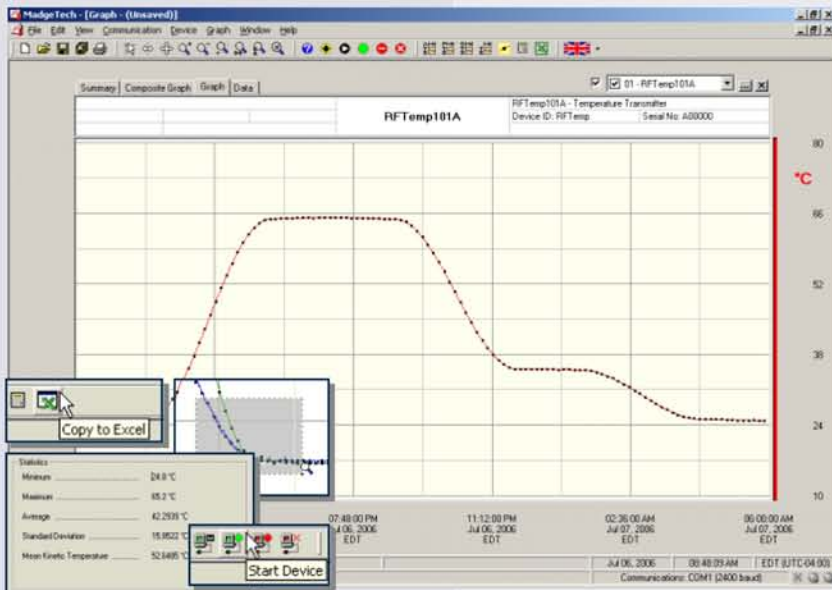 MadgeTech - [Graph - (Unsaved)]
File Edit View Communication Device Graph Window Help
Summary Composite Graph Graph Data
01 - RFTemp101A
RFTemp101A
RFTemp101A - Temperature Transmitter
Device ID: RFTemp Serial No: A00000
80
°C
66
52
38
24
10
Copy to Excel
Statistics
Minimum 24.8 °C
Maximum 65.2 °C
Average 42.2939 °C
Standard Deviation 15.9522 °C
Mean Kinetic Temperature 52.6485 °C
Start Device
07:48:00 PM
Jul 06, 2006
EDT
11:12:00 PM
Jul 06, 2006
EDT
02:36:00 AM
Jul 07, 2006
EDT
06:00:00 AM
Jul 07, 2006
EDT
Jul 06, 2006 08:48:09 AM EDT (UTC-04:00)
Communications: COM1 (2400 baud)